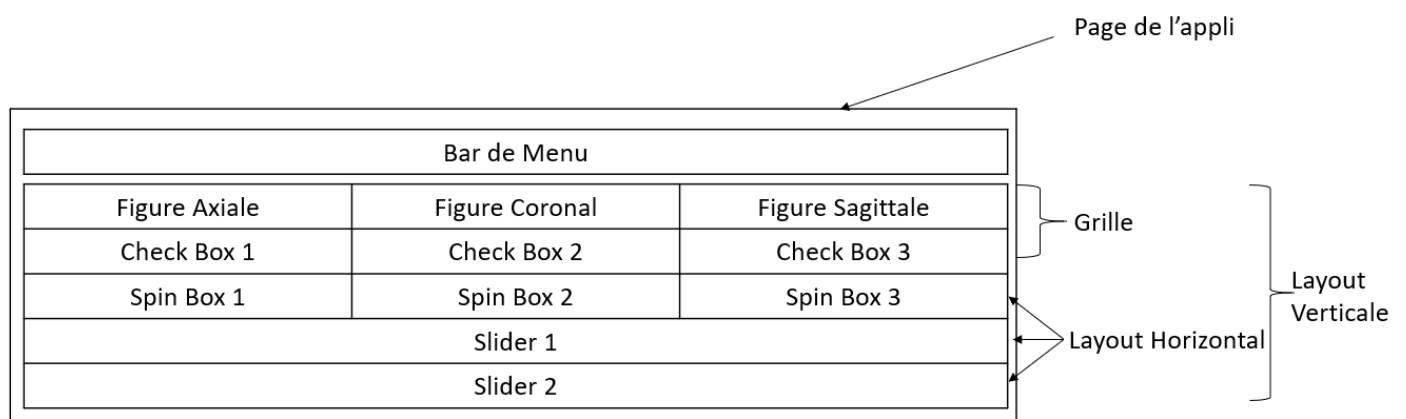 Page de l'appli
Bar de Menu
Figure Axiale Figure Coronal Figure Sagittale
Grille
Check Box 1 Check Box 2 Check Box 3
Spin Box 1 Spin Box 2 Spin Box 3
Layout
Verticale
Slider 1
Layout Horizontal
Slider 2